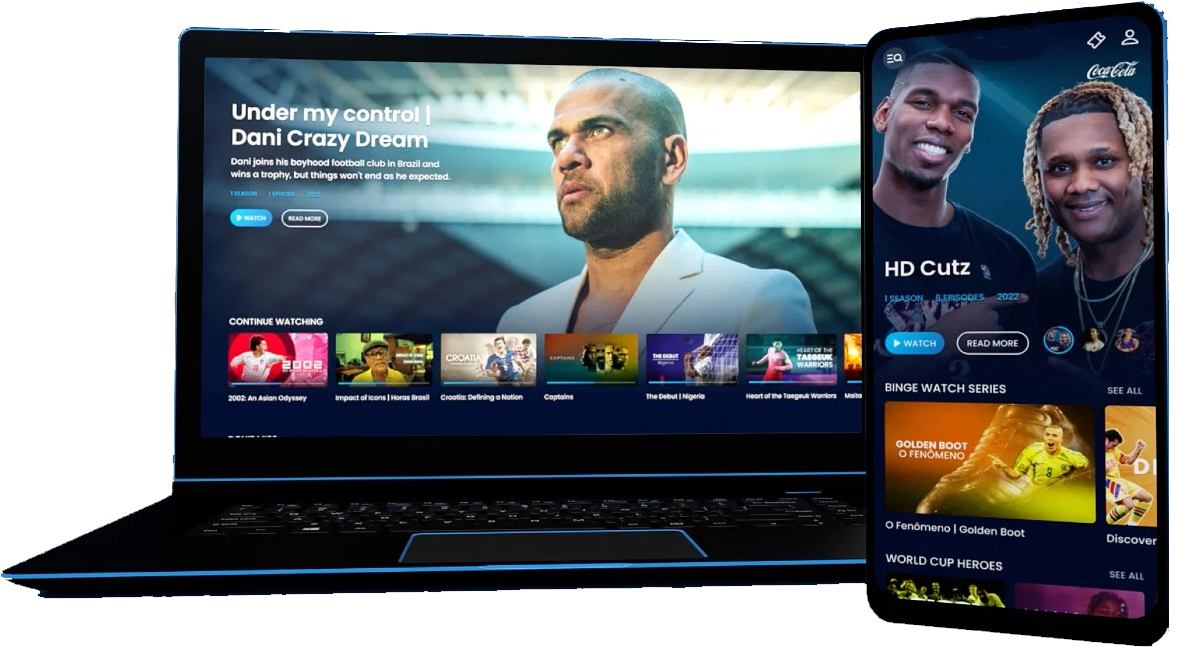 Under my control |
Dani Crazy Dream
Dani joins his boyhood football club in Brazil and
wins a trophy, but things won't end as he expected.
1 SEASON 1 EPISODE 2022
WATCH READ MORE
CONTINUE WATCHING
2002
CROATIA
CAPTAINS
THE DEBUT
HEART OF THE
TAEGEUK
WARRIORS
2002: An Asian Odyssey
Impact of Icons | Horas Brasil
Croatia: Defining a Nation
Captains
The Debut | Nigeria
Heart of the Taegeuk Warriors
Malta
Coca-Cola
HD Cutz
1 SEASON 8 EPISODES 2022
WATCH READ MORE
BINGE WATCH SERIES SEE ALL
GOLDEN BOOT
O FENÔMENO
DI
O Fenômeno | Golden Boot
Discover
WORLD CUP HEROES SEE ALL